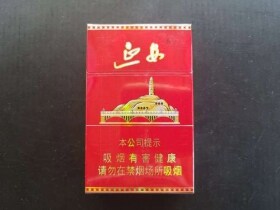 延安
本公司提示
吸烟有害健康
请勿在禁烟场所吸烟